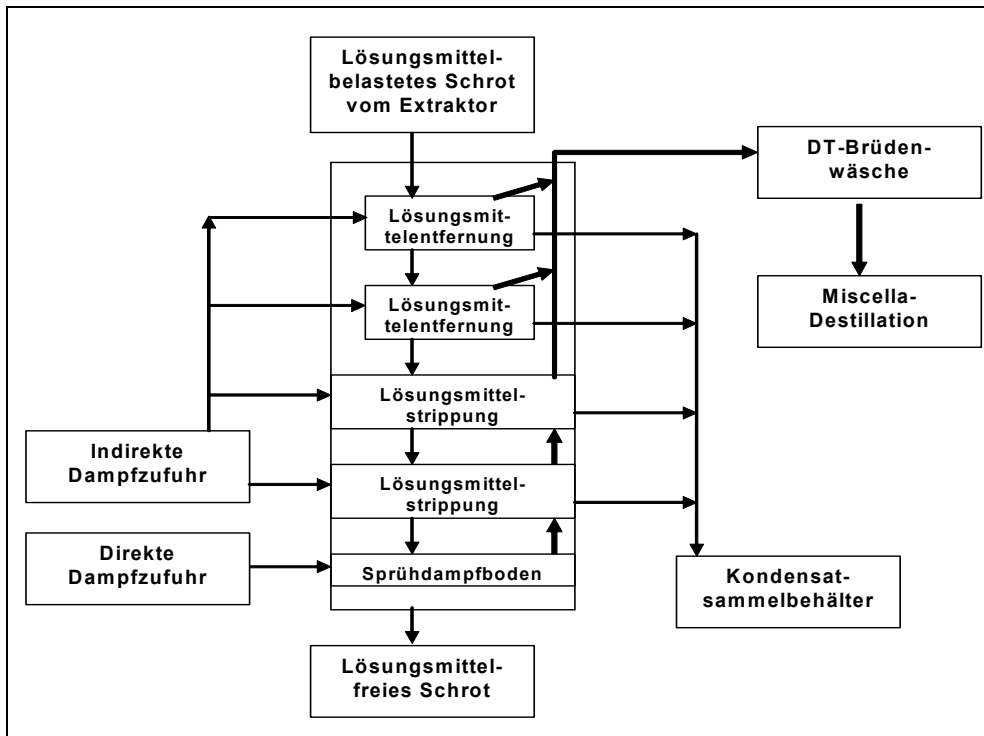 Lösungsmittel-
belastetes Schrot
vom Extraktor
DT-Brüden-
wäsche
Lösungsmit-
telentfernung
Lösungsmit-
telentfernung
Miscella-
Destillation
Lösungsmittel-
strippung
Indirekte
Dampfzufuhr
Lösungsmittel-
strippung
Direkte
Dampfzufuhr
Sprühdampfboden
Kondensat-
sammelbehälter
Lösungsmittel-
freies Schrot